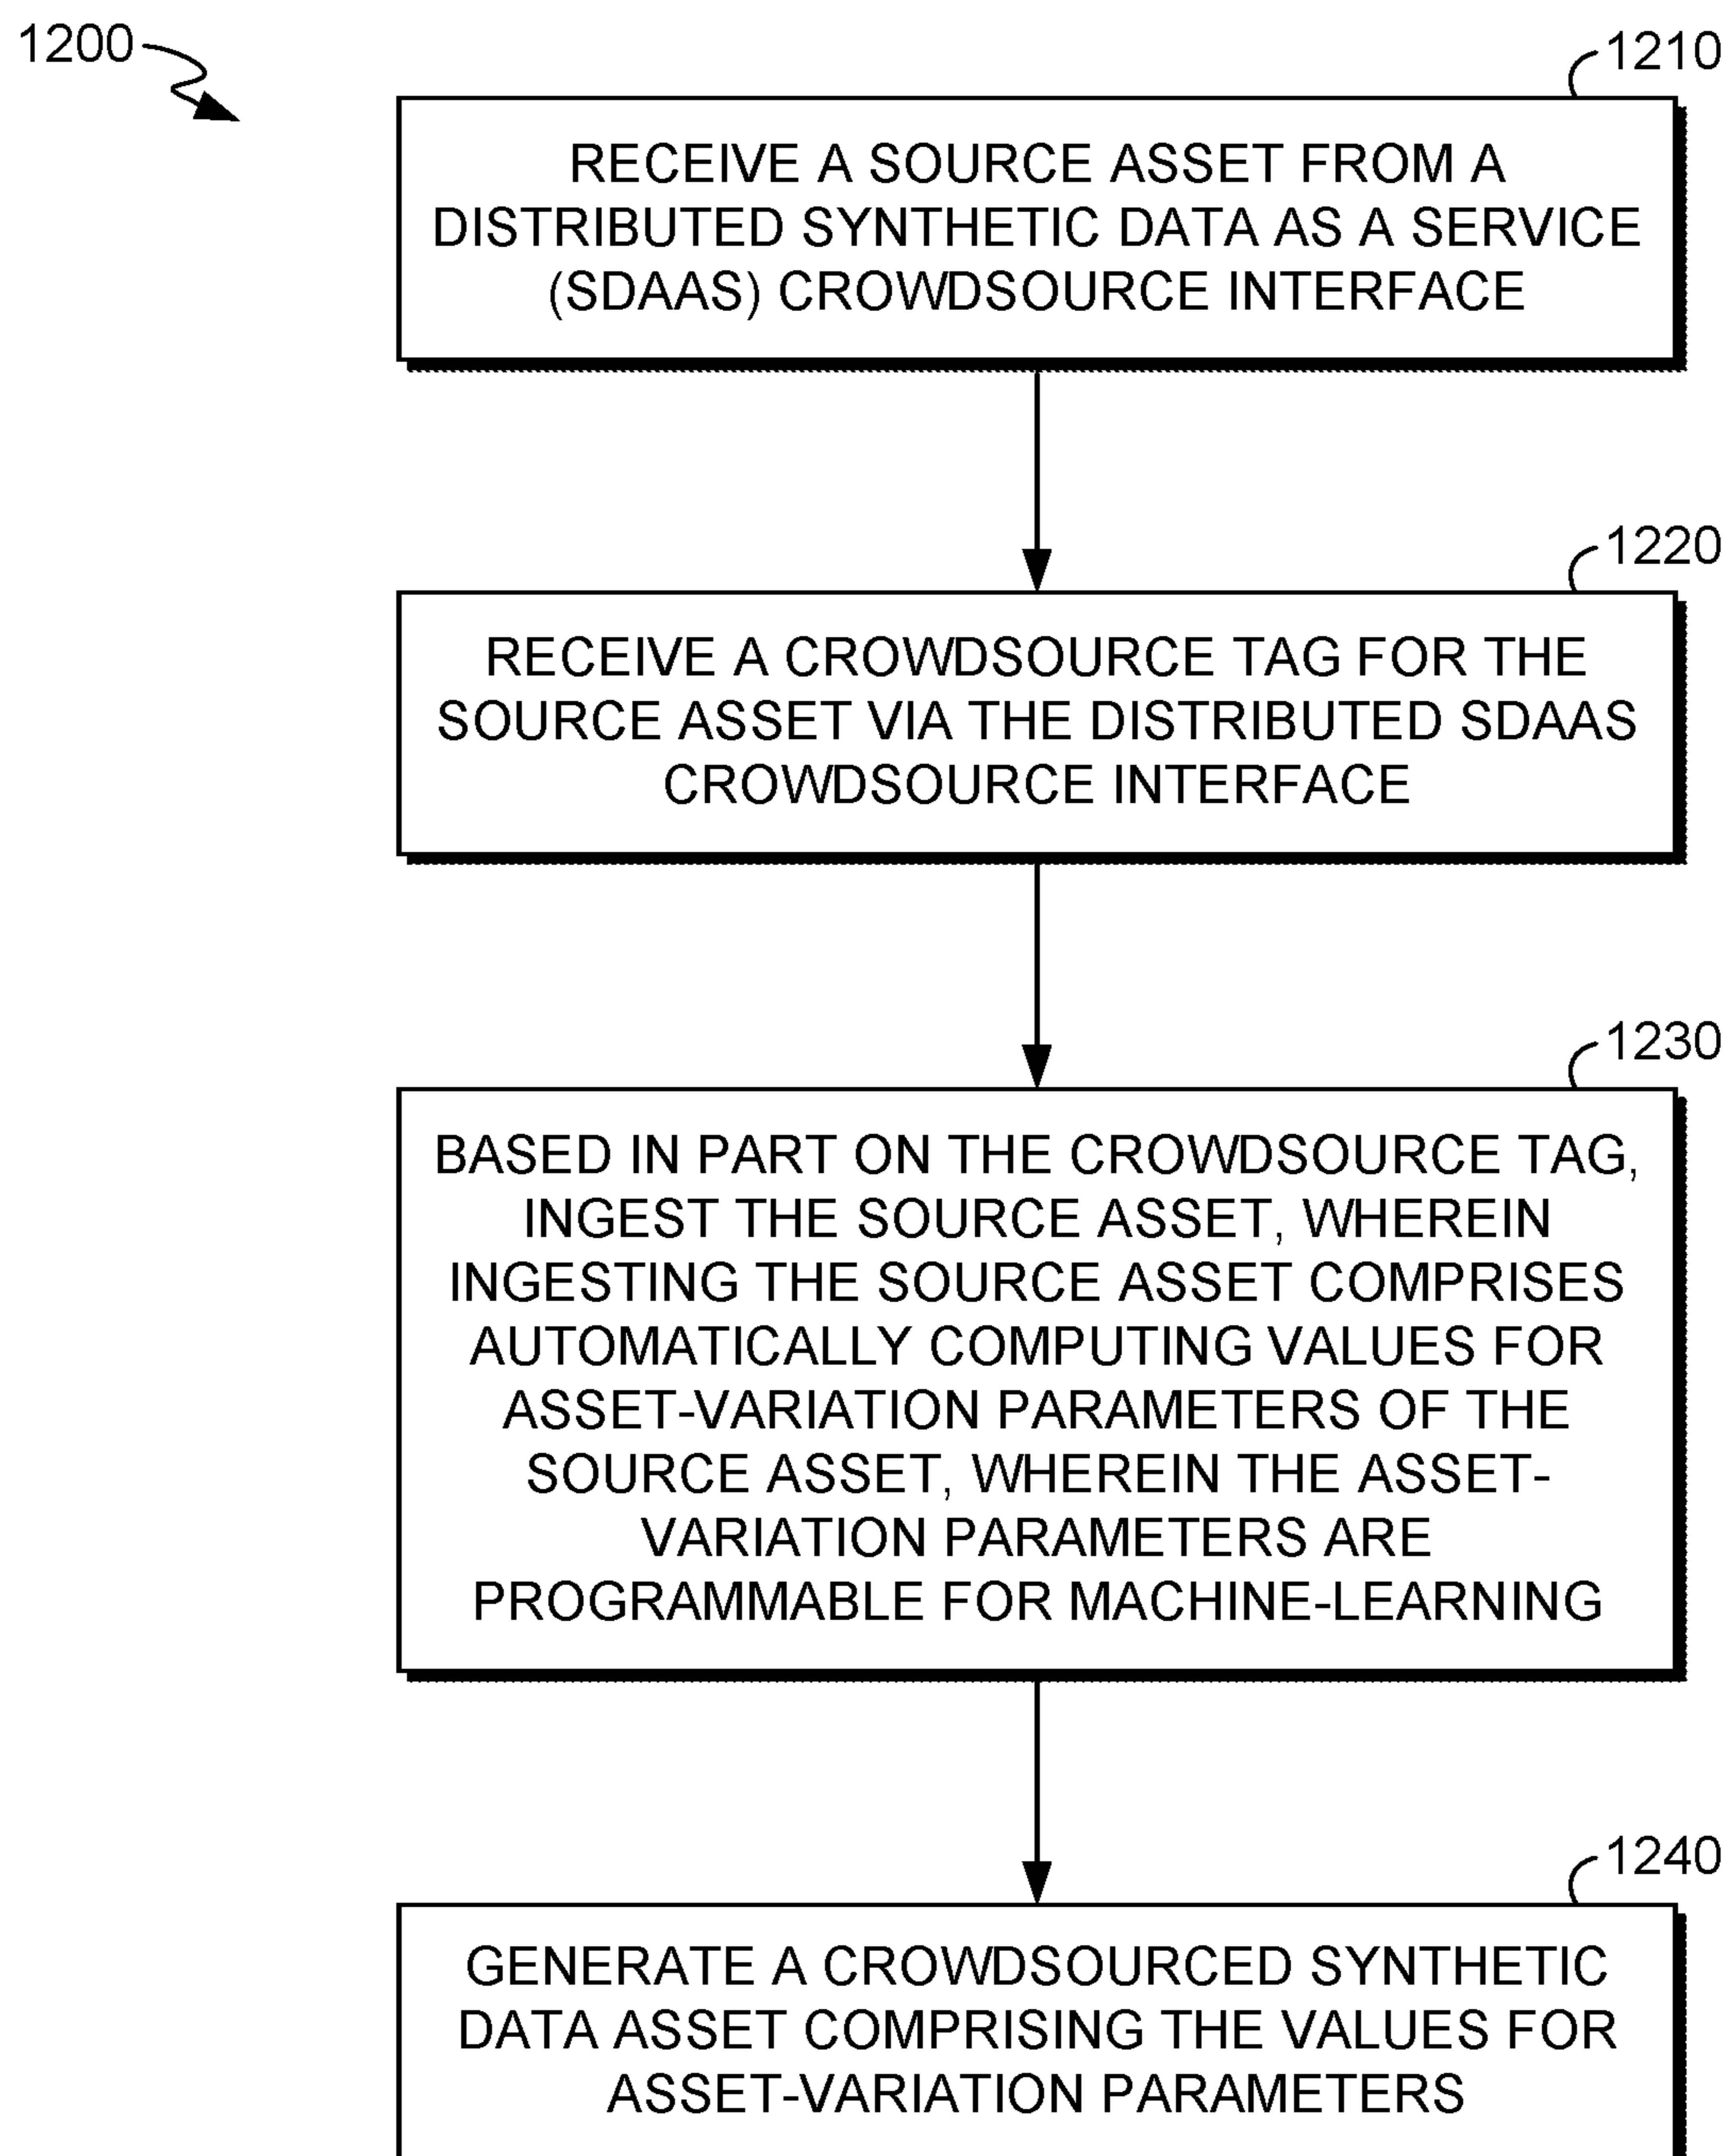 1200
1210
RECEIVE A SOURCE ASSET FROM A
DISTRIBUTED SYNTHETIC DATA AS A SERVICE
(SDAAS) CROWDSOURCE INTERFACE
1220
RECEIVE A CROWDSOURCE TAG FOR THE
SOURCE ASSET VIA THE DISTRIBUTED SDAAS
CROWDSOURCE INTERFACE
1230
BASED IN PART ON THE CROWDSOURCE TAG,
INGEST THE SOURCE ASSET, WHEREIN
INGESTING THE SOURCE ASSET COMPRISES
AUTOMATICALLY COMPUTING VALUES FOR
ASSET-VARIATION PARAMETERS OF THE
SOURCE ASSET, WHEREIN THE ASSET-
VARIATION PARAMETERS ARE
PROGRAMMABLE FOR MACHINE-LEARNING
1240
GENERATE A CROWDSOURCED SYNTHETIC
DATA ASSET COMPRISING THE VALUES FOR
ASSET-VARIATION PARAMETERS